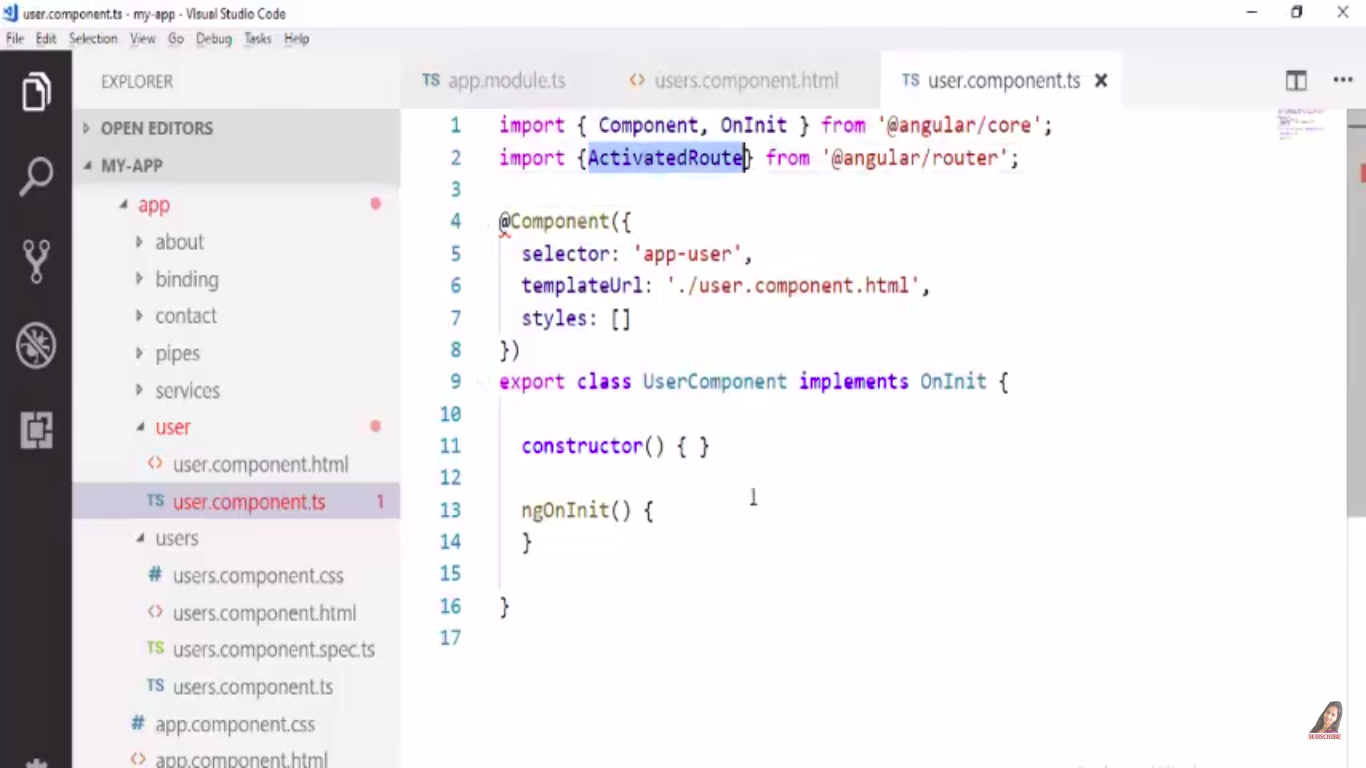 user.component.ts - my-app - Visual Studio Code
File Edit Selection View Go Debug Tasks Help
EXPLORER
OPEN EDITORS
MY-APP
app
about
binding
contact
pipes
services
user
user.component.html
TS user.component.ts 1
users
# users.component.css
<> users.component.html
TS users.component.spec.ts
TS users.component.ts
# app.component.css
<> app.component.html
TS app.module.ts <> users.component.html TS user.component.ts
1 import { Component, OnInit } from '@angular/core';
2 import {ActivatedRoute} from '@angular/router';
3
4 @Component({
5 selector: 'app-user',
6 templateUrl: './user.component.html',
7 styles: []
8 })
9 export class UserComponent implements OnInit {
10
11 constructor() { }
12
13 ngOnInit() {
14 }
15
16 }
17
SUBSCRIBE